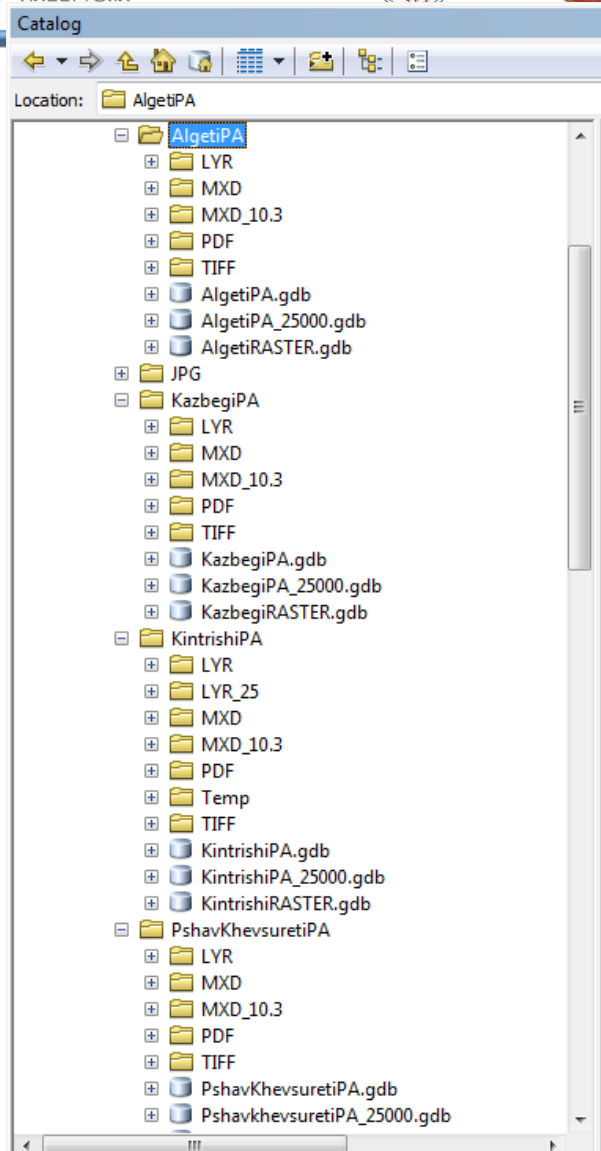 Catalog
Location: AlgetiPA
AlgetiPA
LYR
MXD
MXD_10.3
PDF
TIFF
AlgetiPA.gdb
AlgetiPA_25000.gdb
AlgetiRASTER.gdb
JPG
KazbegiPA
LYR
MXD
MXD_10.3
PDF
TIFF
KazbegiPA.gdb
KazbegiPA_25000.gdb
KazbegiRASTER.gdb
KintrishiPA
LYR
LYR_25
MXD
MXD_10.3
PDF
Temp
TIFF
KintrishiPA.gdb
KintrishiPA_25000.gdb
KintrishiRASTER.gdb
PshavKhevsuretiPA
LYR
MXD
MXD_10.3
PDF
TIFF
PshavKhevsuretiPA.gdb
PshavkhevsuretiPA_25000.gdb